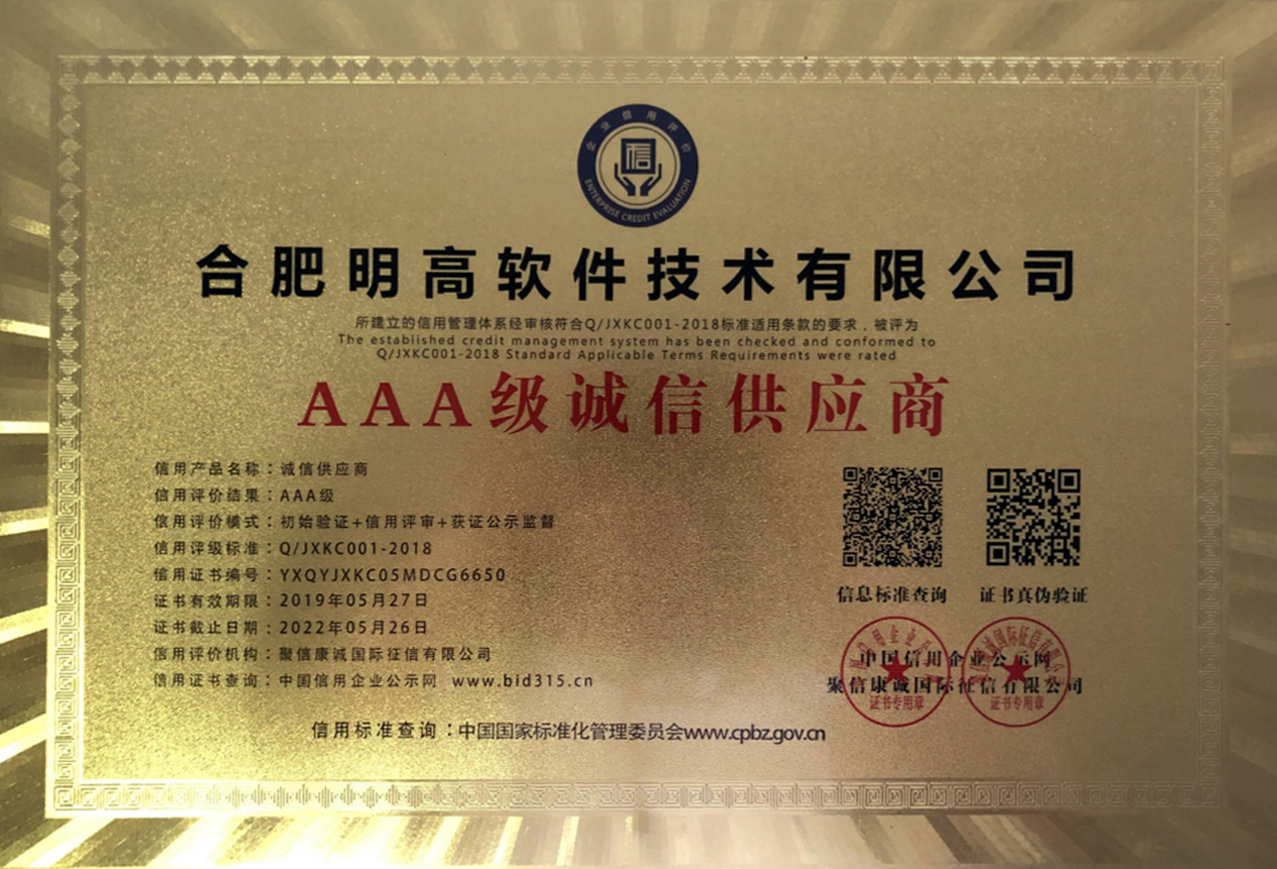 企业信用评价
信
ENTERPRISE CREDIT EVALUATION
合肥明高软件技术有限公司
所建立的信用管理体系经审核符合Q/JXKC001-2018标准适用条款的要求，被评为
The established credit management system has been checked and conformed to
Q/JXKC001-2018 Standard Applicable Terms Requirements were rated
AAA级诚信供应商
信用产品名称：诚信供应商
信用评价结果：AAA级
信用评价模式：初始验证+信用评审+获证公示监督
信用评级标准：Q/JXKC001-2018
信用证书编号：YXQYJXKC05MDCG6650
证书有效期限：2019年05月27日
证书截止日期：2022年05月26日
信用评价机构：聚信康诚国际征信有限公司
信用证书查询：中国信用企业公示网 www.bid315.cn
信息标准查询 证书真伪验证
中国信用企业公示网
聚信康诚国际征信有限公司
证书专用章 证书专用章
信用标准查询：中国国家标准化管理委员会www.cpbz.gov.cn